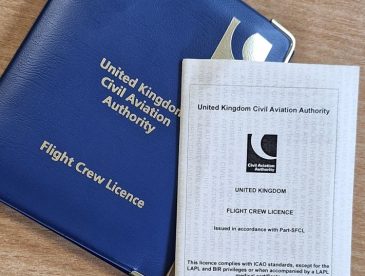 United Kingdom
Civil Aviation
Authority
Flight Crew Licence
United Kingdom Civil Aviation Authority
Civil Aviation
Authority
UNITED KINGDOM
FLIGHT CREW LICENCE
Issued in accordance with Part-SFCL
This licence complies with ICAO standards, except for the
LAPL and BIR privileges or when accompanied by a LAPL
medical certificate